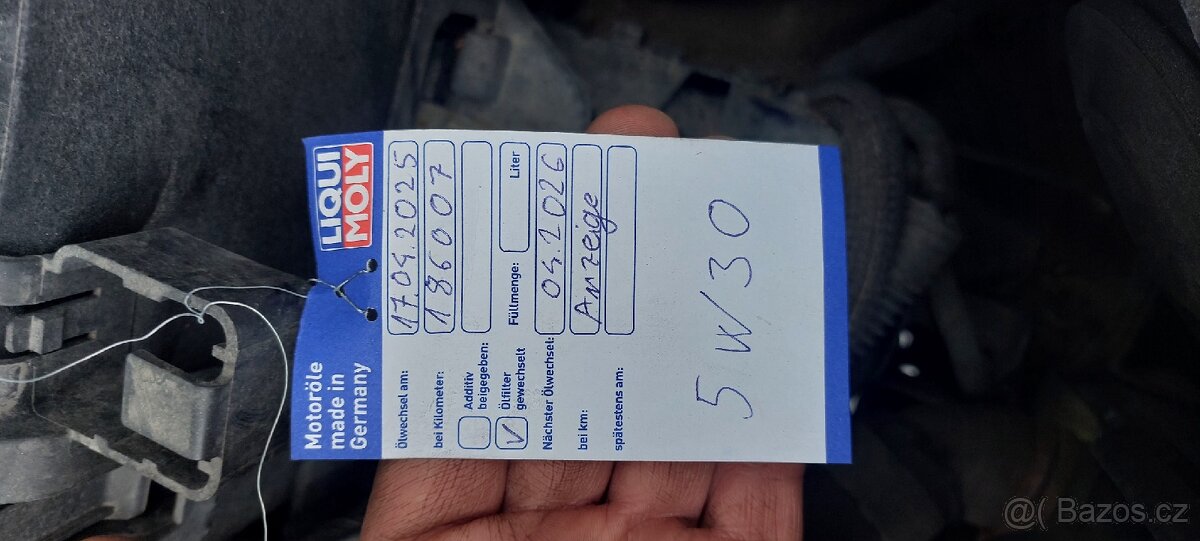 Motoröle
made in
Germany
LIQUI
MOLY
Ölwechsel am: 17.04.2025
bei Kilometer: 186007
Additiv
beigegeben:
Ölfilter
gewechselt
Füllmenge: Liter
Nächster Ölwechsel: 04.2026
bei km: Anzeige
spätestens am:
5W30
@( Bazos.cz